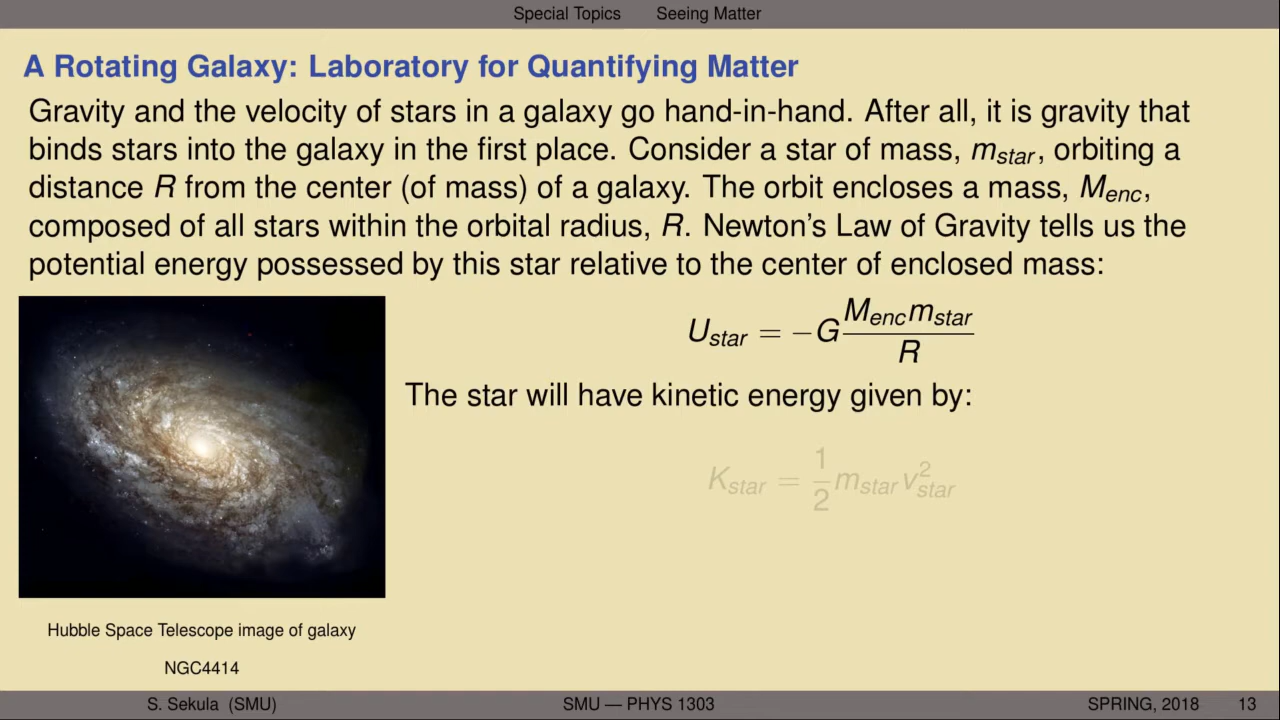 Special Topics Seeing Matter
A Rotating Galaxy: Laboratory for Quantifying Matter
Gravity and the velocity of stars in a galaxy go hand-in-hand. After all, it is gravity that
binds stars into the galaxy in the first place. Consider a star of mass, m_star, orbiting a
distance R from the center (of mass) of a galaxy. The orbit encloses a mass, M_enc,
composed of all stars within the orbital radius, R. Newton's Law of Gravity tells us the
potential energy possessed by this star relative to the center of enclosed mass:
U_star = −G M_enc m_star / R
The star will have kinetic energy given by:
K_star = 1/2 m_star v²_star
Hubble Space Telescope image of galaxy
NGC4414
S. Sekula (SMU) SMU — PHYS 1303 SPRING, 2018 13